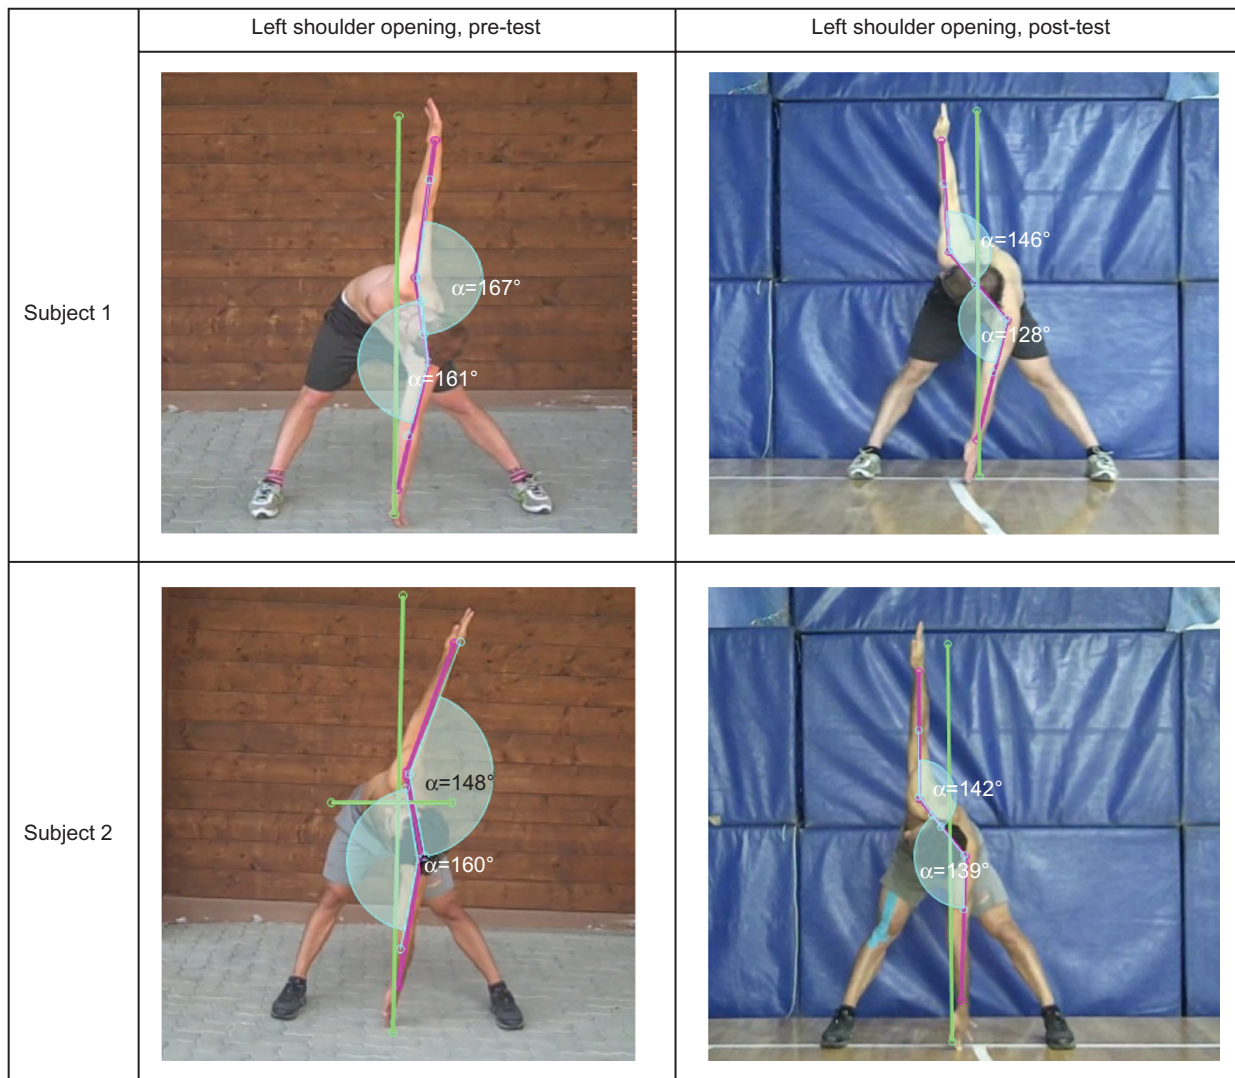 Left shoulder opening, pre-test
Left shoulder opening, post-test
Subject 1
α=167°
α=161°
α=146°
α=128°
Subject 2
α=148°
α=160°
α=142°
α=139°